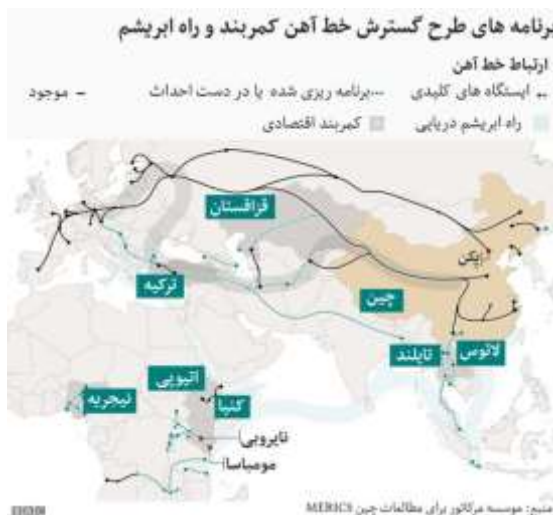 برنامه های طرح گسترش خط آهن کمربند و راه ابریشم
ارتباط خط آهن
ایستگاه های کلیدی
برنامه ریزی شده یا در دست احداث
موجود
راه ابریشم دریایی
کمربند اقتصادی
قزاقستان
پکن
ترکیه
چین
لائوس
تایلند
اتیوپی
نیجریه
کنیا
نایروبی
مومباسا
منبع: موسسه مرکاتور برای مطالعات چین MERICS
BBC